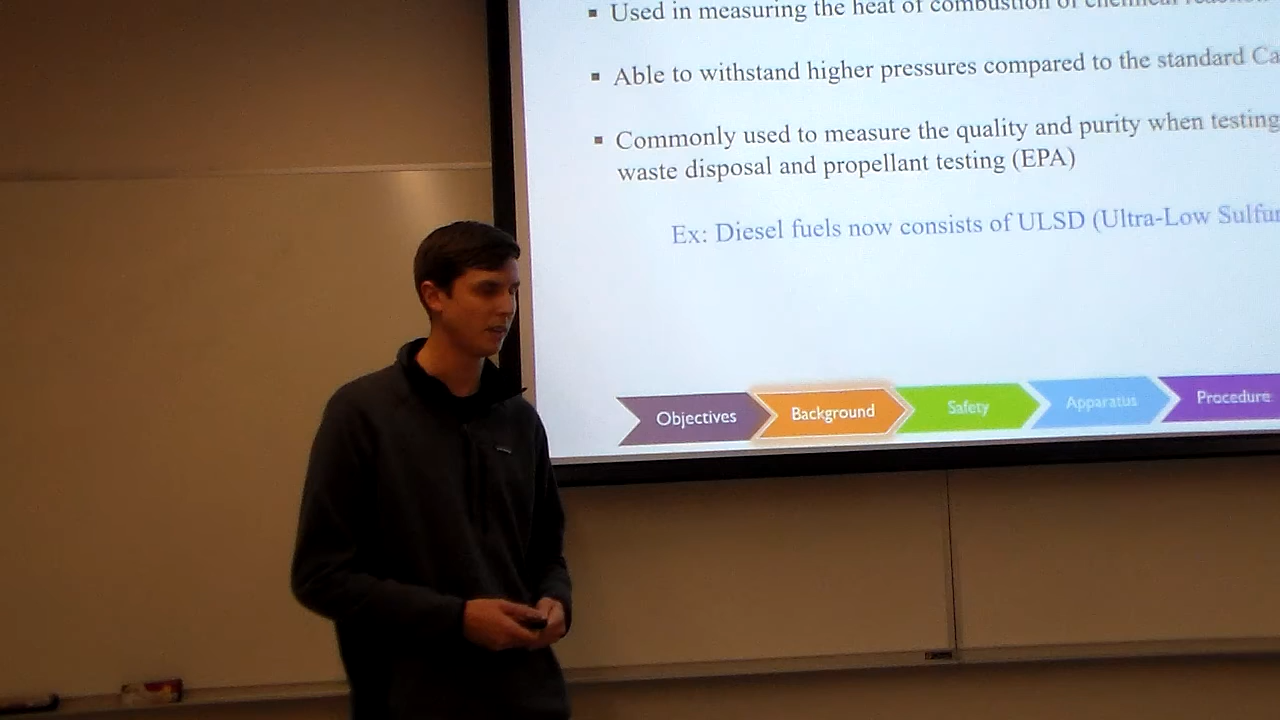 Used in measuring the heat of combustion of chemical
Able to withstand higher pressures compared to the standard Ca
Commonly used to measure the quality and purity when testing
waste disposal and propellant testing (EPA)
Ex: Diesel fuels now consists of ULSD (Ultra-Low Sulfur
Objectives
Background
Safety
Apparatus
Procedure